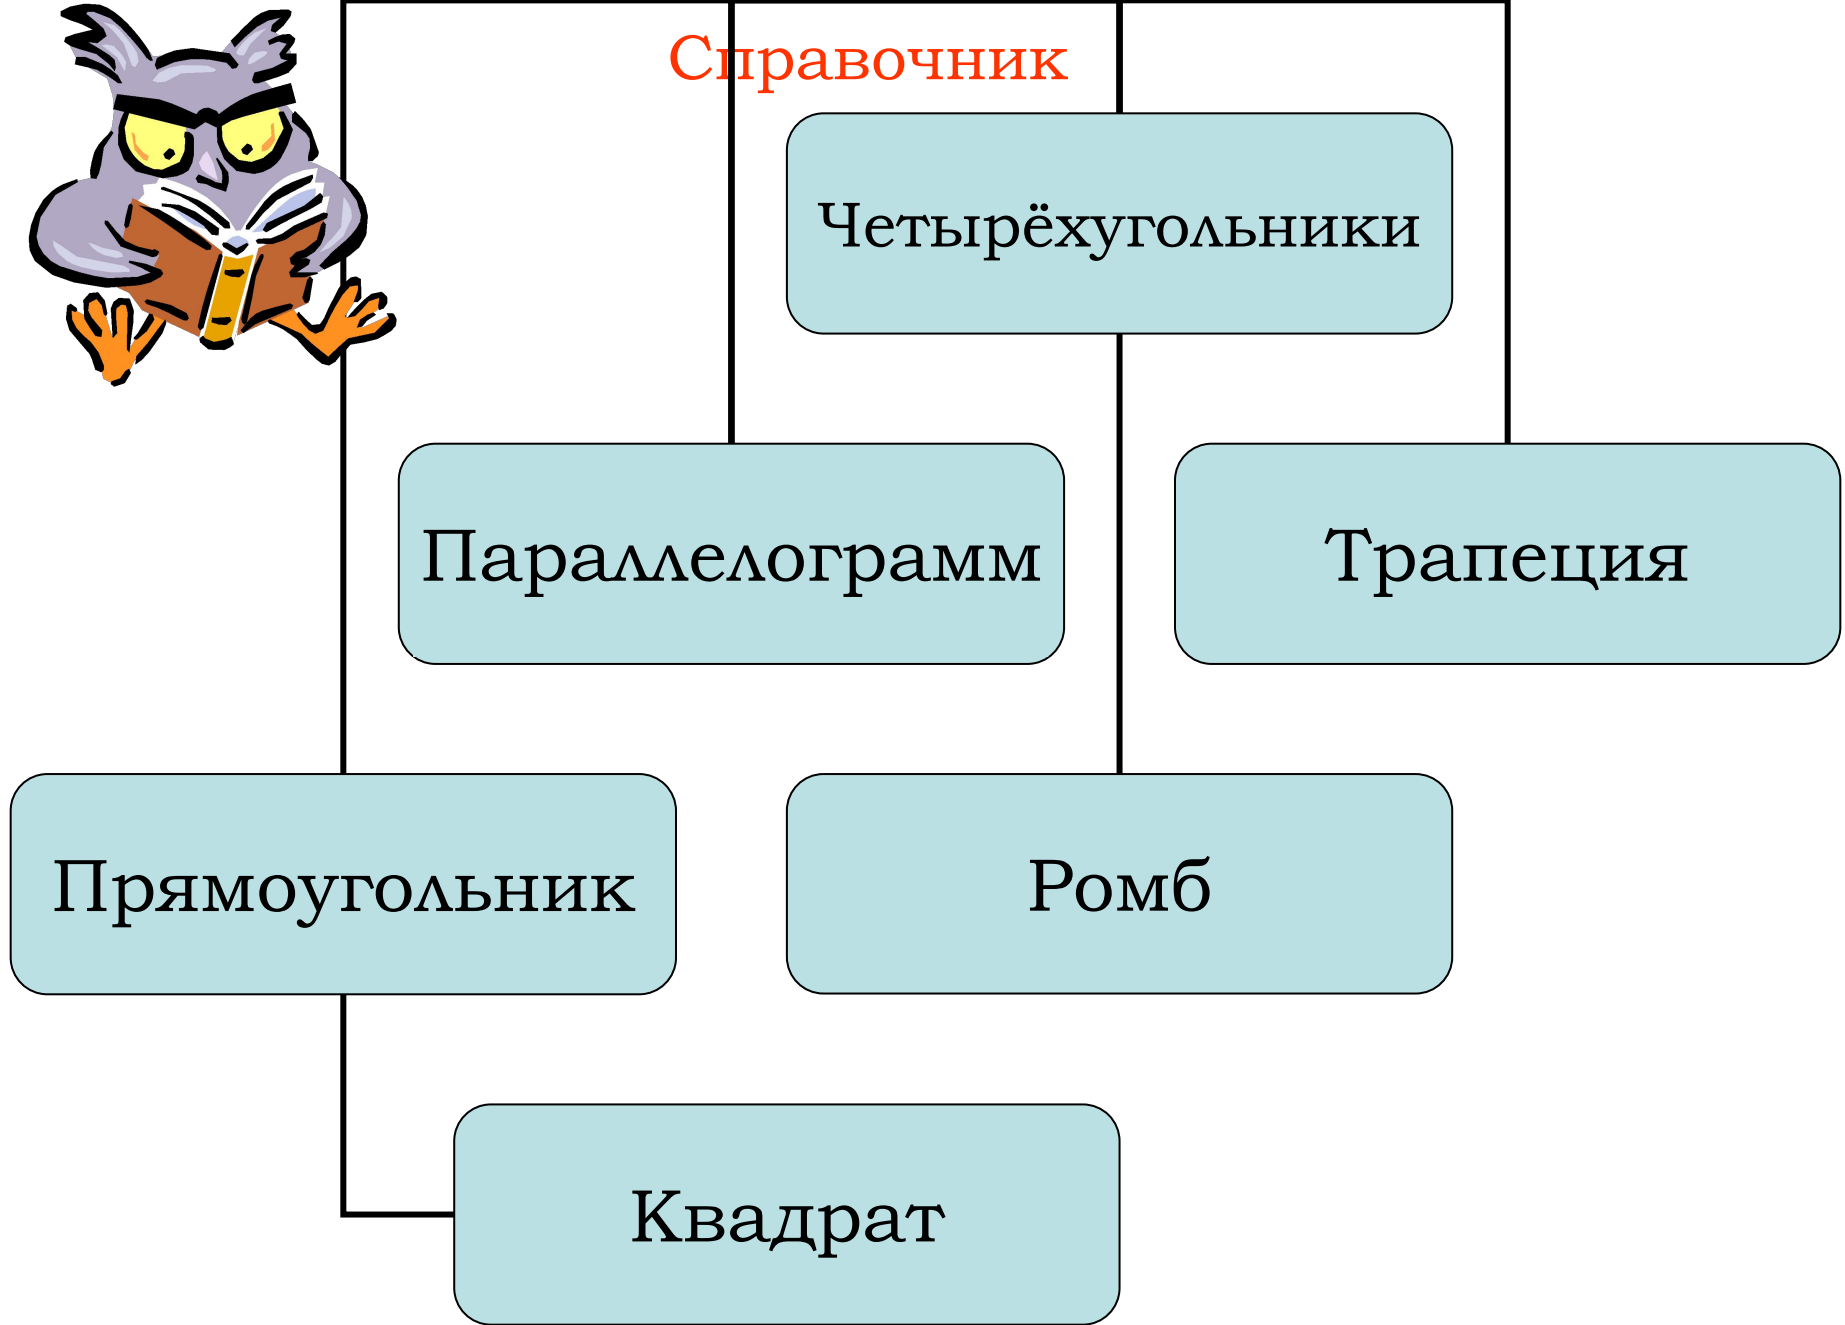 Справочник
Четырёхугольники
Параллелограмм
Трапеция
Прямоугольник
Ромб
Квадрат